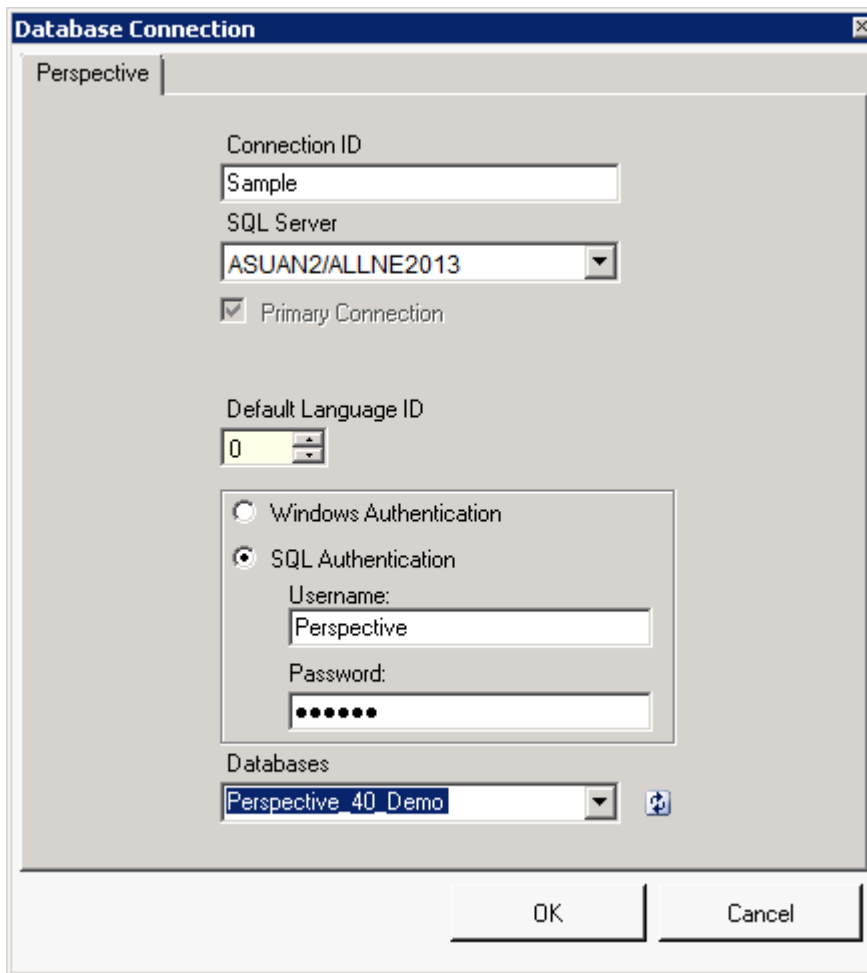 Database Connection
Perspective
Connection ID
Sample
SQL Server
ASUAN2/ALLNE2013
Primary Connection
Default Language ID
0
Windows Authentication
SQL Authentication
Username:
Perspective
Password:
••••••
Databases
Perspective_40_Demo
OK Cancel